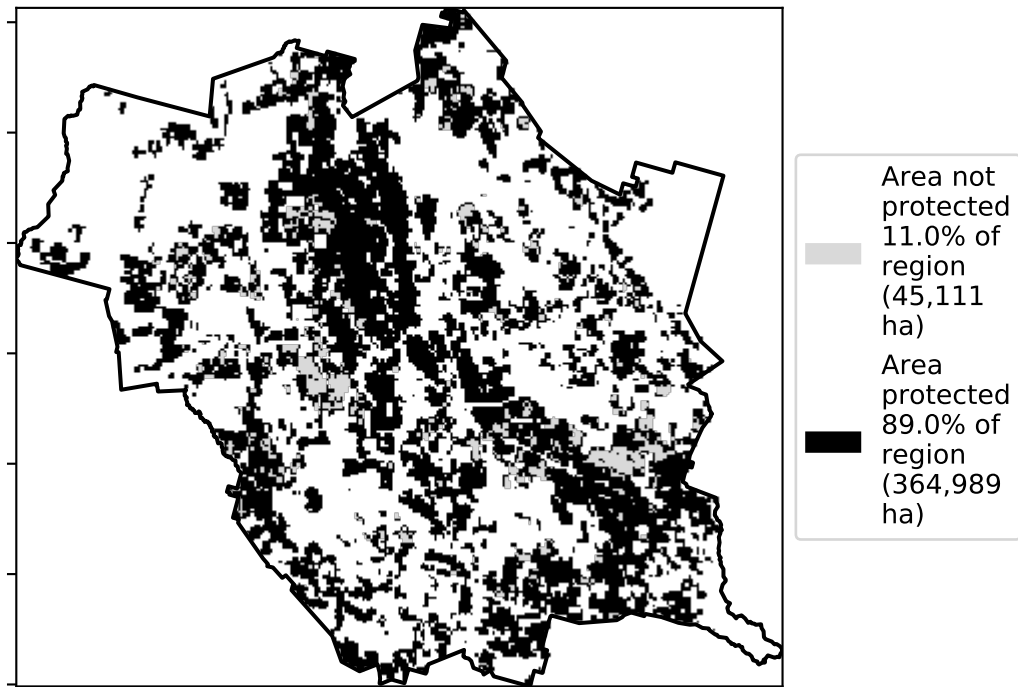 Area not
protected
11.0% of
region
(45,111
ha)
Area
protected
89.0% of
region
(364,989
ha)